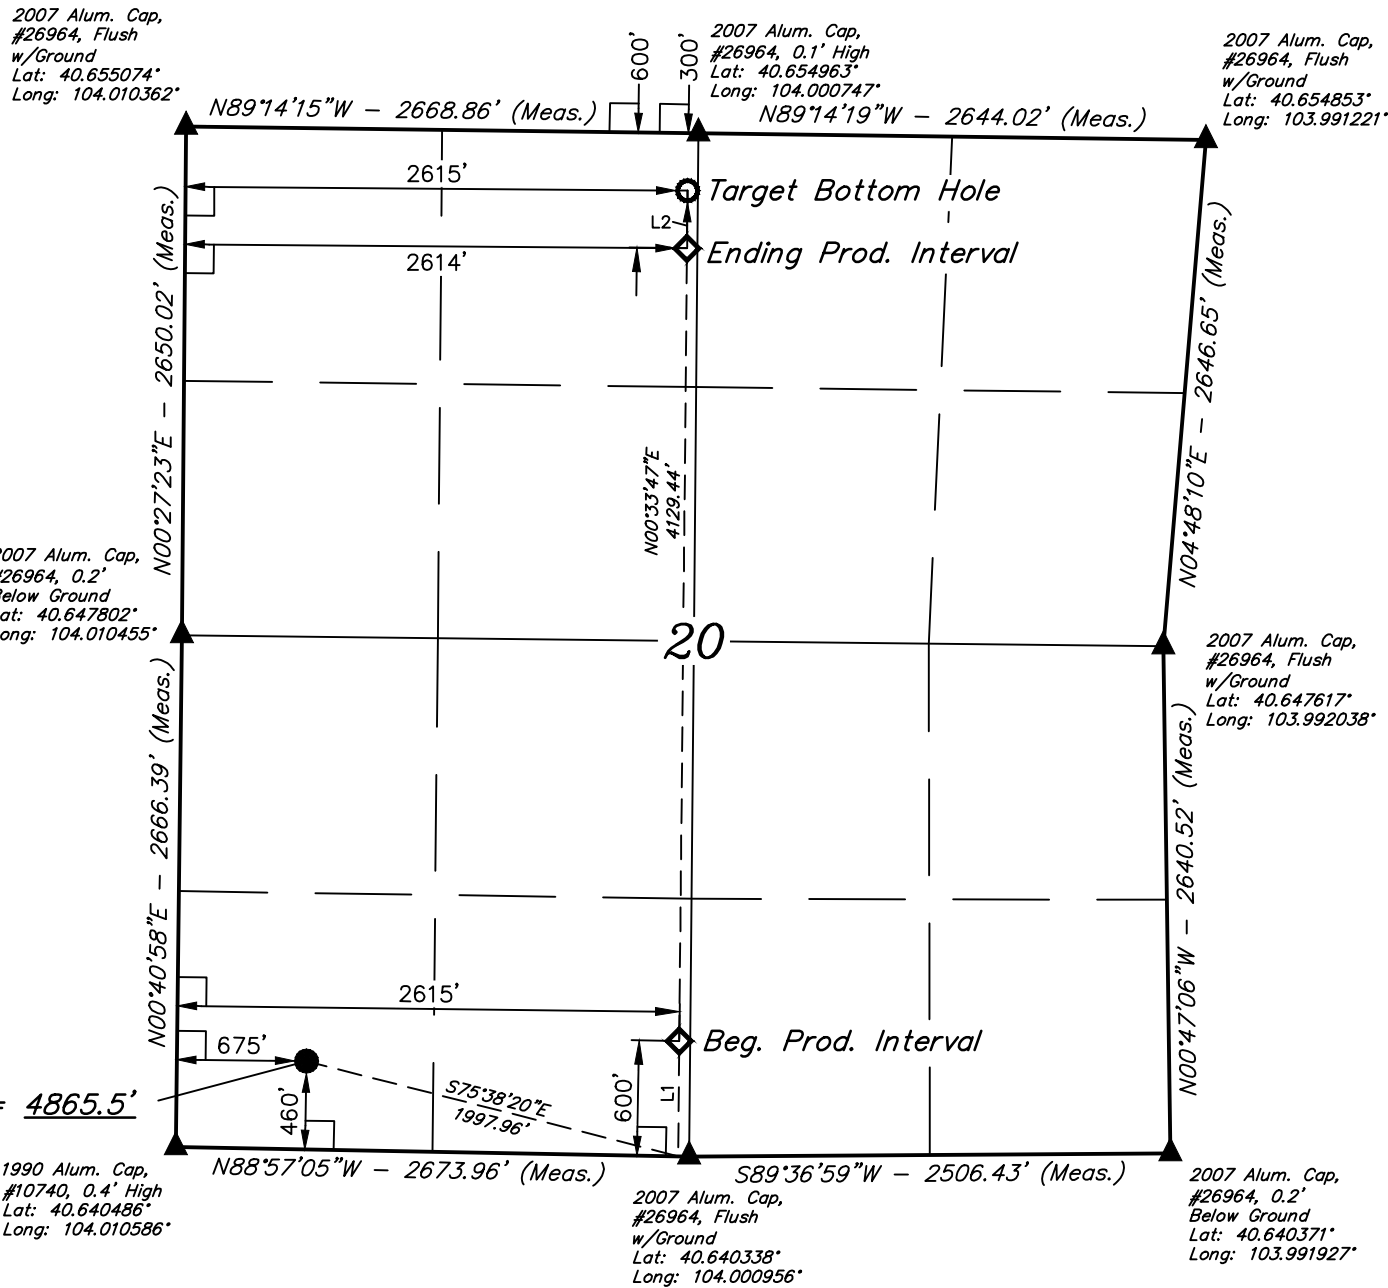 2007 Alum. Cap,
#26964, Flush
w/Ground
Lat: 40.655074°
Long: 104.010362°
2007 Alum. Cap,
#26964, 0.1' High
Lat: 40.654963°
Long: 104.000747°
2007 Alum. Cap,
#26964, Flush
w/Ground
Lat: 40.654853°
Long: 103.991221°
600'
300'
N89°14'15"W - 2668.86' (Meas.)
N89°14'19"W - 2644.02' (Meas.)
2615'
Target Bottom Hole
L2
Ending Prod. Interval
2614'
N00°27'23"E - 2650.02' (Meas.)
N04°48'10"E - 2646.65' (Meas.)
N00°33'47"E
4129.44'
2007 Alum. Cap,
#26964, 0.2'
Below Ground
Lat: 40.647802°
Long: 104.010455°
20
2007 Alum. Cap,
#26964, Flush
w/Ground
Lat: 40.647617°
Long: 103.992038°
N00°40'58"E - 2666.39' (Meas.)
N00°47'06"W - 2640.52' (Meas.)
2615'
Beg. Prod. Interval
675'
= 4865.5'
460'
S75°38'20"E
1997.96'
600'
L1
N88°57'05"W - 2673.96' (Meas.)
S89°36'59"W - 2506.43' (Meas.)
1990 Alum. Cap,
#10740, 0.4' High
Lat: 40.640486°
Long: 104.010586°
2007 Alum. Cap,
#26964, Flush
w/Ground
Lat: 40.640338°
Long: 104.000956°
2007 Alum. Cap,
#26964, 0.2'
Below Ground
Lat: 40.640371°
Long: 103.991927°